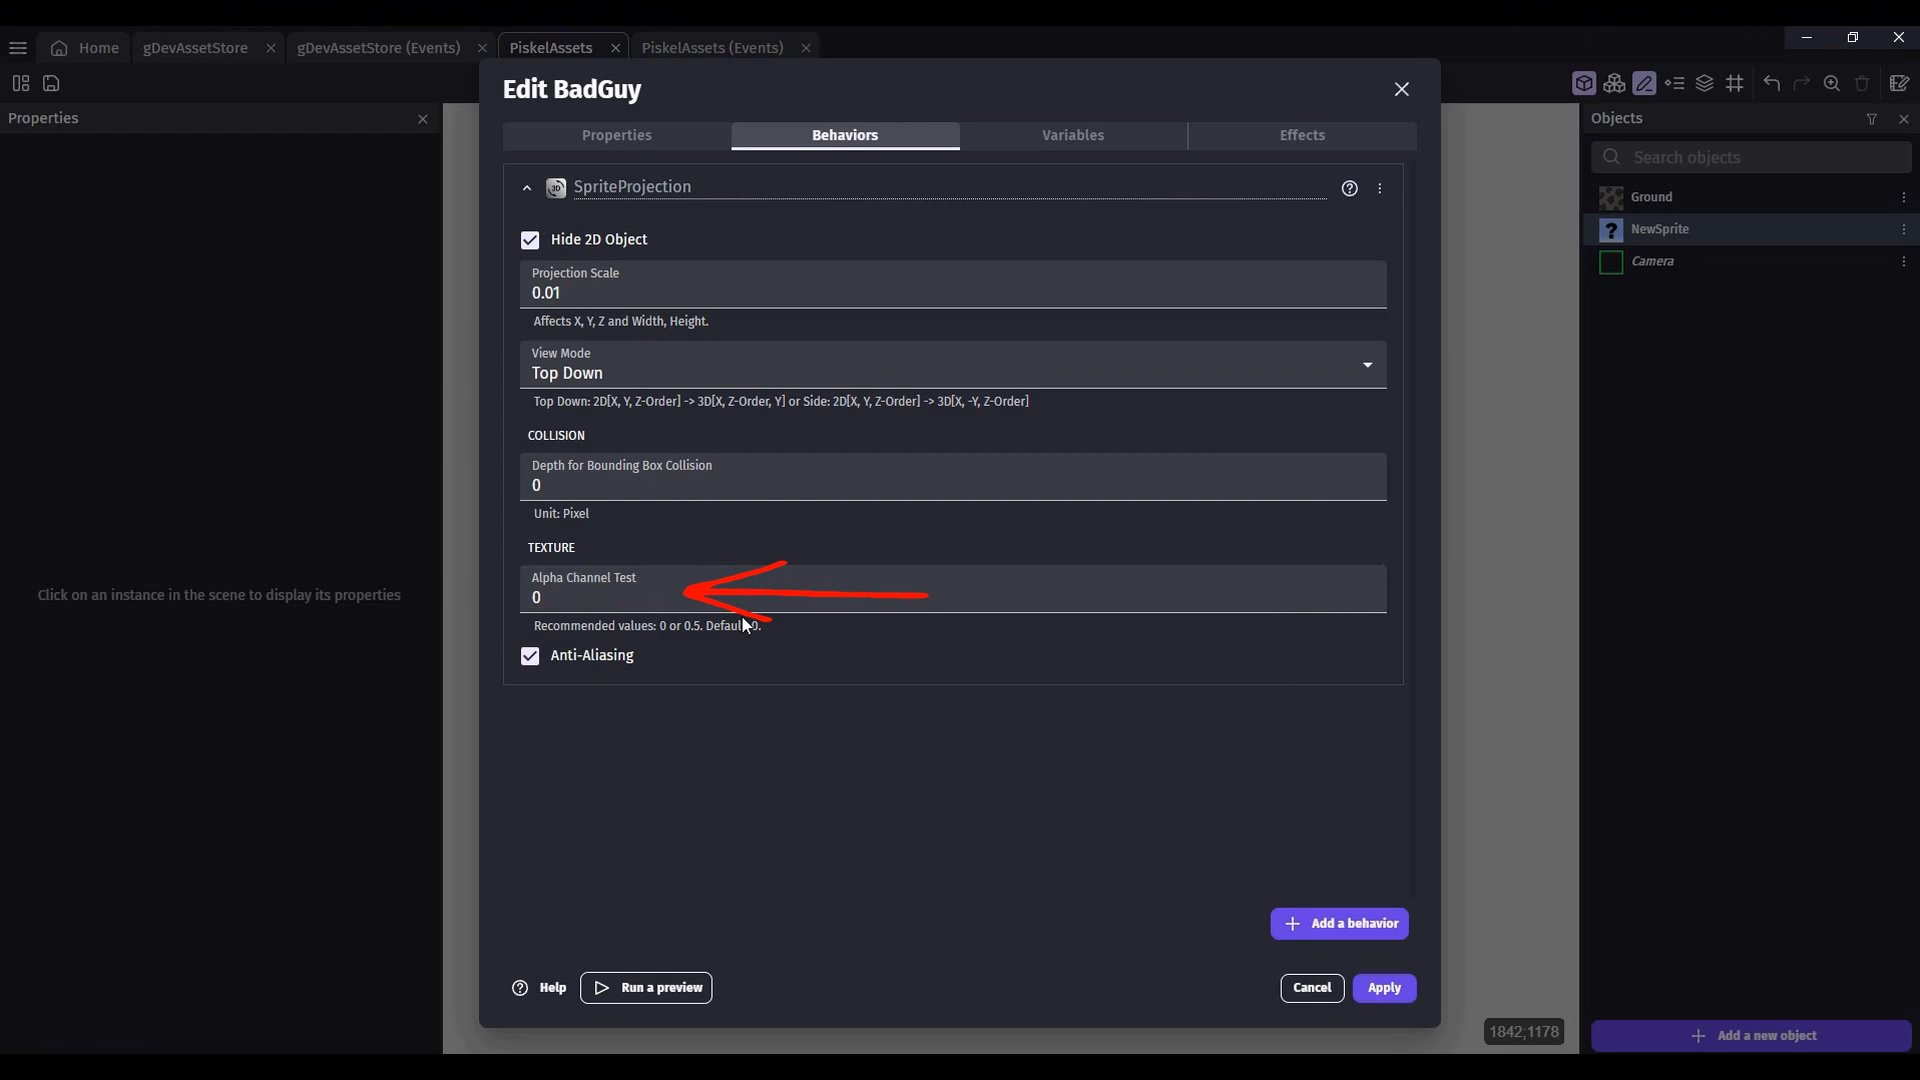 Home
gDevAssetStore
gDevAssetStore (Events)
PiskelAssets
PiskelAssets (Events)
Properties
Edit BadGuy
Properties
Behaviors
Variables
Effects
3D
SpriteProjection
Hide 2D Object
Projection Scale
0.01
Affects X, Y, Z and Width, Height.
View Mode
Top Down
Top Down: 2D[X, Y, Z-Order] -> 3D[X, Z-Order, Y] or Side: 2D[X, Y, Z-Order] -> 3D[X, -Y, Z-Order]
COLLISION
Depth for Bounding Box Collision
0
Unit: Pixel
TEXTURE
Alpha Channel Test
0
Recommended values: 0 or 0.5. Defaul 0.
Anti-Aliasing
Click on an instance in the scene to display its properties
Add a behavior
Help
Run a preview
Cancel
Apply
Objects
Search objects
Ground
? NewSprite
Camera
1842;1178
Add a new object